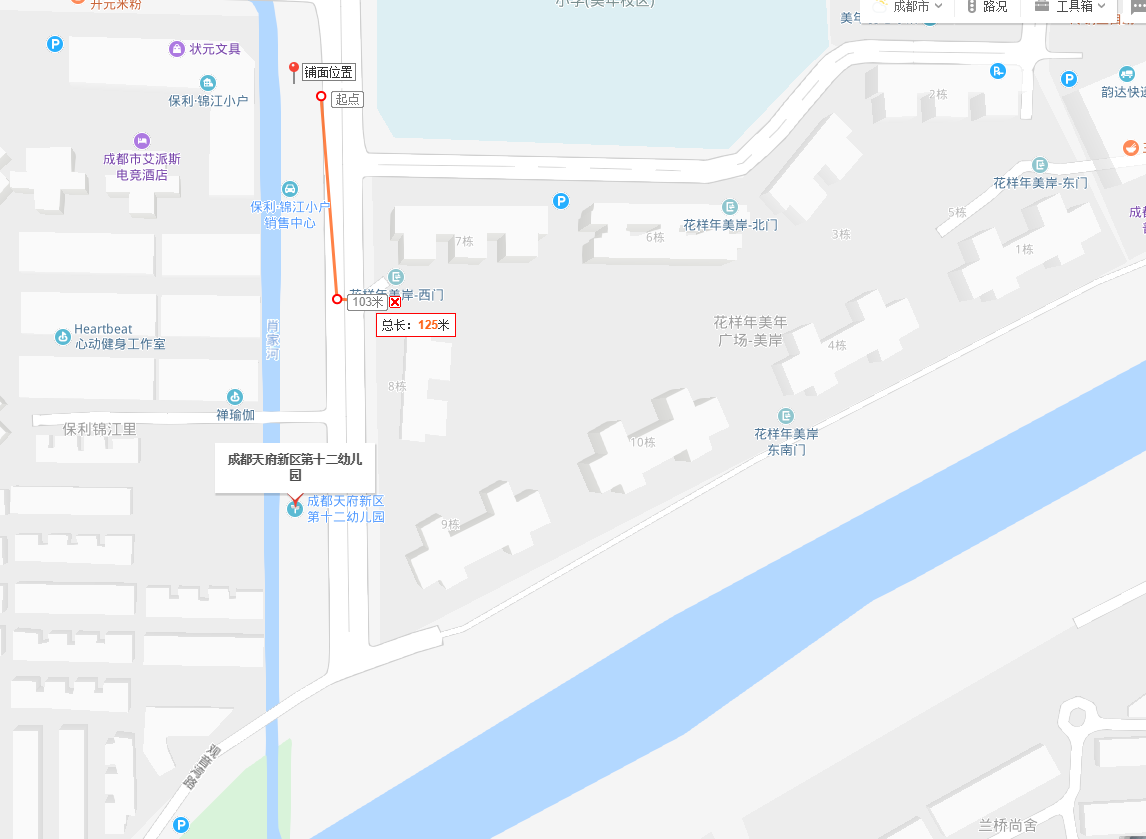 开元米粉
小学(美年校区)
成都市
路况
工具箱
状元文具
铺面位置
起点
保利·锦江小户
2栋
韵达快递
成都市艾派斯
电竞酒店
花样年美岸-东门
保利·锦江小户
销售中心
5栋
花样年美岸-北门
7栋
6栋
3栋
1栋
花样年美岸-西门
103米
总长：125米
肖家河
Heartbeat
心动健身工作室
花样年美年
广场-美岸
4栋
8栋
禅瑜伽
保利锦江里
花样年美岸
东南门
10栋
成都天府新区第十二幼儿
园
成都天府新区
第十二幼儿园
9栋
兰桥尚舍